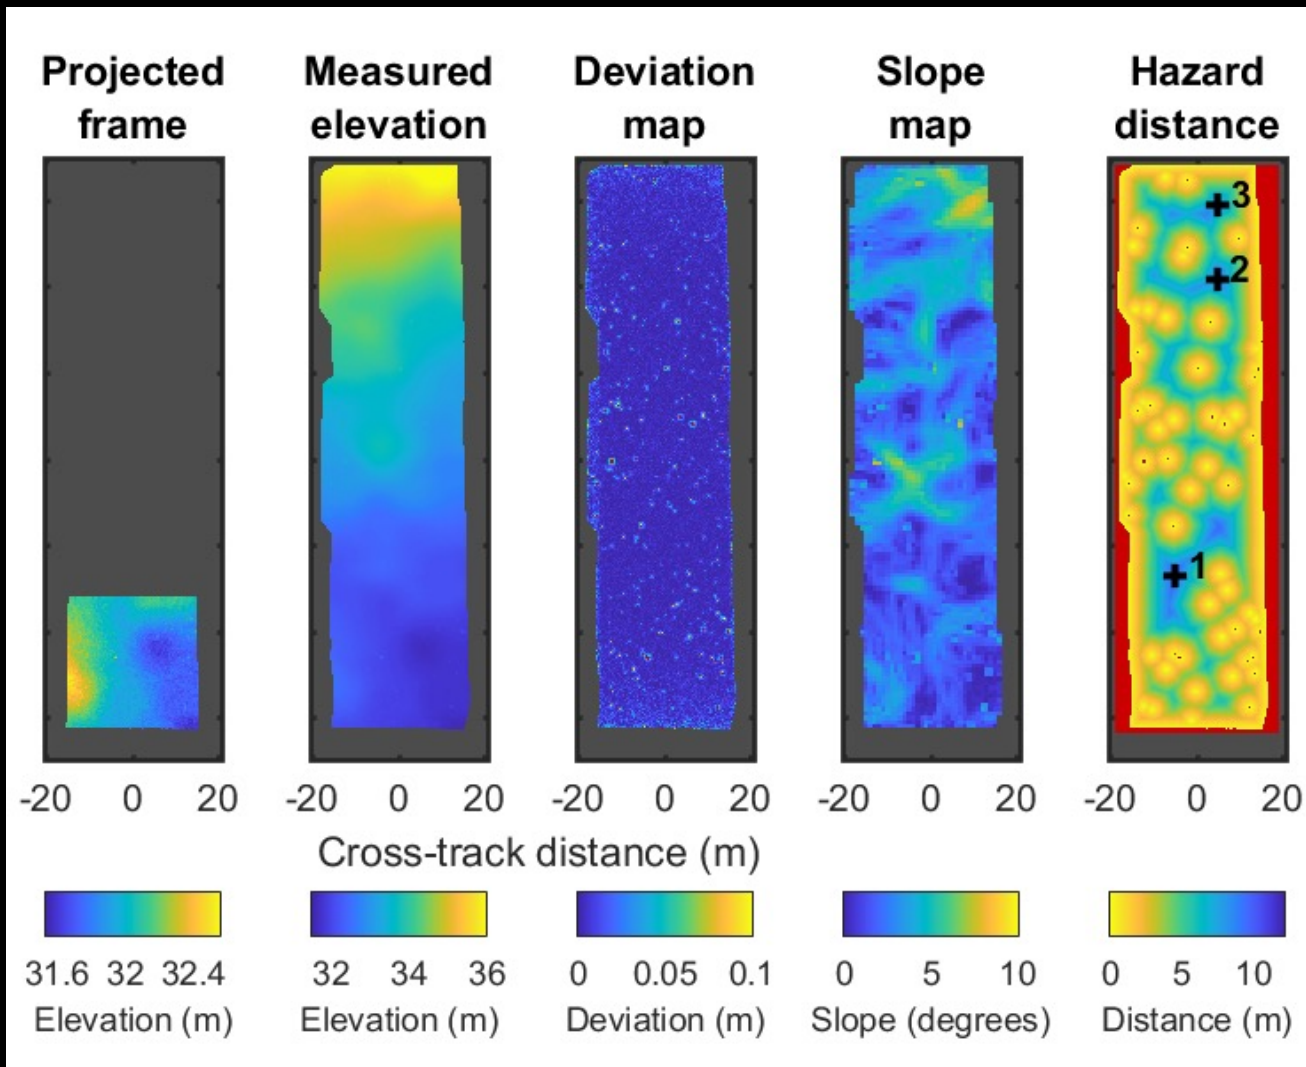 Projected
frame
Measured
elevation
Deviation
map
Slope
map
Hazard
distance
3
2
1
-20 0 20
-20 0 20
-20 0 20
-20 0 20
-20 0 20
Cross-track distance (m)
31.6 32 32.4
Elevation (m)
32 34 36
Elevation (m)
0 0.05 0.1
Deviation (m)
0 5 10
Slope (degrees)
0 5 10
Distance (m)